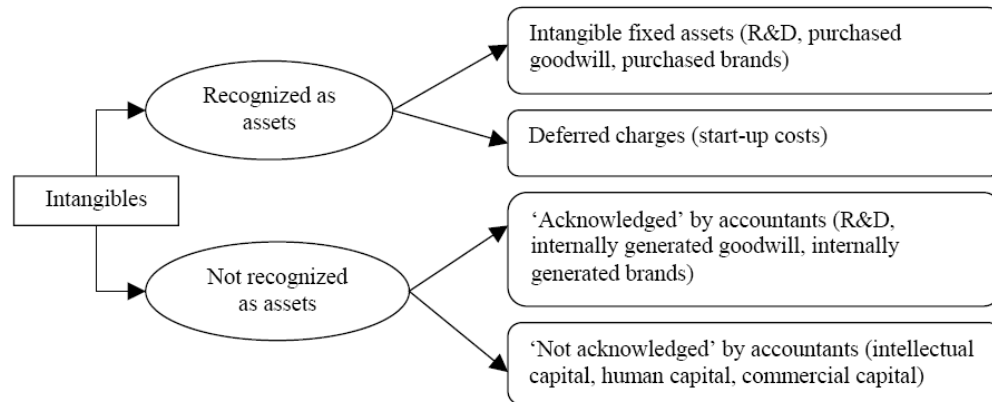 Intangible fixed assets (R&D, purchased
goodwill, purchased brands)
Recognized as
assets
Deferred charges (start-up costs)
Intangibles
‘Acknowledged’ by accountants (R&D,
internally generated goodwill, internally
generated brands)
Not recognized
as assets
‘Not acknowledged’ by accountants (intellectual
capital, human capital, commercial capital)